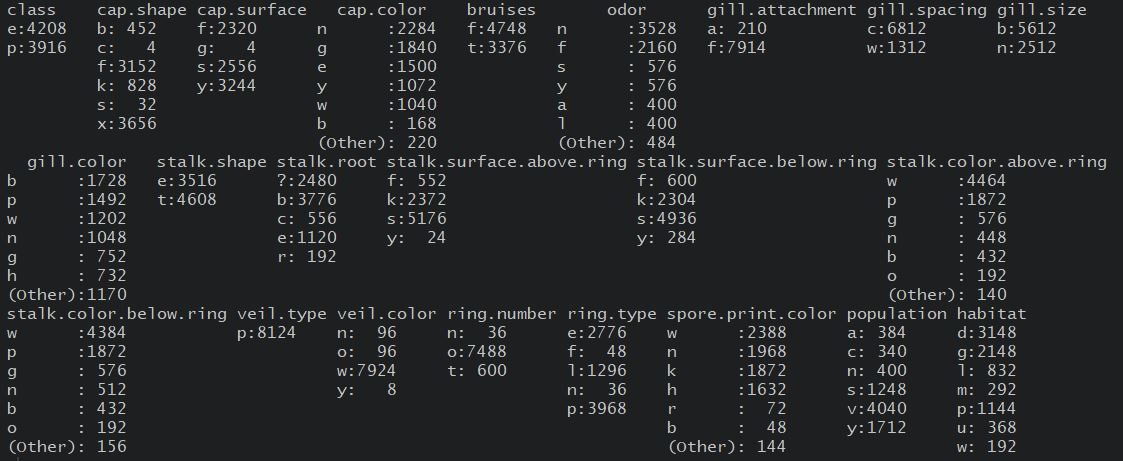 class cap.shape cap.surface cap.color bruises odor gill.attachment gill.spacing gill.size
e:4208 b: 452 f:2320 n :2284 f:4748 n :3528 a: 210 c:6812 b:5612
p:3916 c: 4 g: 4 g :1840 t:3376 f :2160 f:7914 w:1312 n:2512
f:3152 s:2556 e :1500 s : 576
k: 828 y:3244 y :1072 y : 576
s: 32 w :1040 a : 400
x:3656 b : 168 l : 400
(Other): 220 (Other): 484
gill.color stalk.shape stalk.root stalk.surface.above.ring stalk.surface.below.ring stalk.color.above.ring
b :1728 e:3516 ?:2480 f: 552 f: 600 w :4464
p :1492 t:4608 b:3776 k:2372 k:2304 p :1872
w :1202 c: 556 s:5176 s:4936 g : 576
n :1048 e:1120 y: 24 y: 284 n : 448
g : 752 r: 192 b : 432
h : 732 o : 192
(Other):1170 (Other): 140
stalk.color.below.ring veil.type veil.color ring.number ring.type spore.print.color population habitat
w :4384 p:8124 n: 96 n: 36 e:2776 w :2388 a: 384 d:3148
p :1872 o: 96 o:7488 f: 48 n :1968 c: 340 g:2148
g : 576 w:7924 t: 600 l:1296 k :1872 n: 400 l: 832
n : 512 y: 8 n: 36 h :1632 s:1248 m: 292
b : 432 p:3968 r : 72 v:4040 p:1144
o : 192 b : 48 y:1712 u: 368
(Other): 156 (Other): 144 w: 192